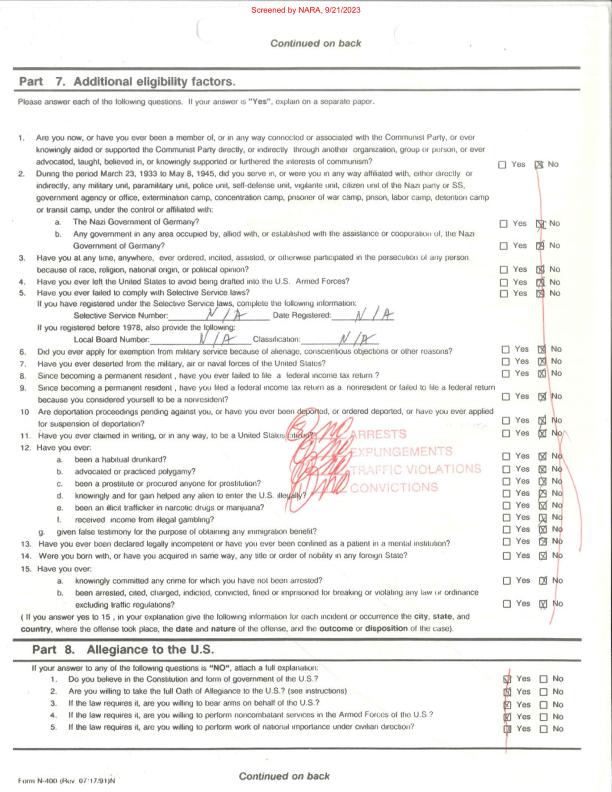 Screened by NARA, 9/21/2023
Continued on back
Part 7. Additional eligibility factors.
Please answer each of the following questions. If your answer is "Yes", explain on a separate paper.
1. Are you now, or have you ever been a member of, or in any way connected or associated with the Communist Party, or ever
knowingly aided or supported the Communist Party directly, or indirectly through another organization, group or person, or ever
advocated, taught, believed in, or knowingly supported or furthered the interests of communism? Yes No
2. During the period March 23, 1933 to May 8, 1945, did you serve in, or were you in any way affiliated with, either directly or
indirectly, any military unit, paramilitary unit, police unit, self-defense unit, vigilante unit, citizen unit of the Nazi party or SS,
government agency or office, extermination camp, concentration camp, prisoner of war camp, prison, labor camp, detention camp
or transit camp, under the control or affiliated with:
a. The Nazi Government of Germany? Yes No
b. Any government in any area occupied by, allied with, or established with the assistance or cooperation of, the Nazi
Government of Germany? Yes No
3. Have you at any time, anywhere, ever ordered, incited, assisted, or otherwise participated in the persecution of any person
because of race, religion, national origin, or political opinion? Yes No
4. Have you ever left the United States to avoid being drafted into the U.S. Armed Forces? Yes No
5. Have you ever failed to comply with Selective Service laws? Yes No
If you have registered under the Selective Service laws, complete the following information:
Selective Service Number: N/A Date Registered: N/A
If you registered before 1978, also provide the following:
Local Board Number: N/A Classification: N/A
6. Did you ever apply for exemption from military service because of alienage, conscientious objections or other reasons? Yes No
7. Have you ever deserted from the military, air or naval forces of the United States? Yes No
8. Since becoming a permanent resident , have you ever failed to file a federal income tax return ? Yes No
9. Since becoming a permanent resident , have you filed a federal income tax return as a nonresident or failed to file a federal return
because you considered yourself to be a nonresident? Yes No
10 Are deportation proceedings pending against you, or have you ever been deported, or ordered deported, or have you ever applied
for suspension of deportation? Yes No
11. Have you ever claimed in writing, or in any way, to be a United States citizen? Yes No
12. Have you ever:
a. been a habitual drunkard? Yes No
b. advocated or practiced polygamy? Yes No
c. been a prostitute or procured anyone for prostitution? Yes No
d. knowingly and for gain helped any alien to enter the U.S. illegally? Yes No
e. been an illicit trafficker in narcotic drugs or marijuana? Yes No
f. received income from illegal gambling? Yes No
g. given false testimony for the purpose of obtaining any immigration benefit? Yes No
no ARRESTS
no EXPUNGEMENTS
no TRAFFIC VIOLATIONS
no CONVICTIONS
13. Have you ever been declared legally incompetent or have you ever been confined as a patient in a mental institution? Yes No
14. Were you born with, or have you acquired in same way, any title or order of nobility in any foreign State? Yes No
15. Have you ever:
a. knowingly committed any crime for which you have not been arrested? Yes No
b. been arrested, cited, charged, indicted, convicted, fined or imprisoned for breaking or violating any law or ordinance
excluding traffic regulations? Yes No
( If you answer yes to 15 , in your explanation give the following information for each incident or occurrence the city, state, and
country, where the offense took place, the date and nature of the offense, and the outcome or disposition of the case).
Part 8. Allegiance to the U.S.
If your answer to any of the following questions is "NO", attach a full explanation:
1. Do you believe in the Constitution and form of government of the U.S.? Yes No
2. Are you willing to take the full Oath of Allegiance to the U.S.? (see instructions) Yes No
3. If the law requires it, are you willing to bear arms on behalf of the U.S.? Yes No
4. If the law requires it, are you willing to perform noncombatant services in the Armed Forces of the U.S.? Yes No
5. If the law requires it, are you willing to perform work of national importance under civilian direction? Yes No
Form N-400 (Rev. 07/17/91)N
Continued on back